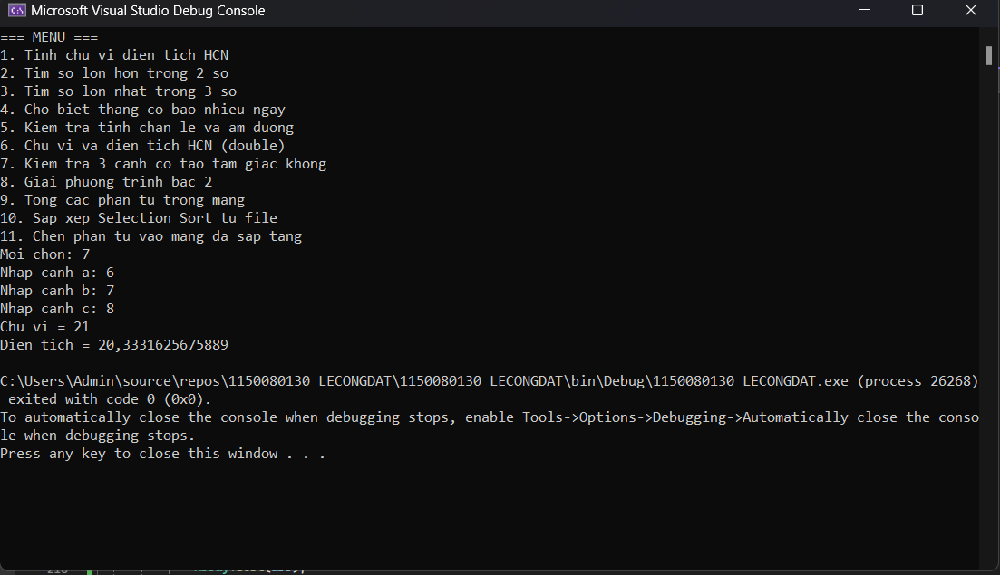 Microsoft Visual Studio Debug Console
=== MENU ===
1. Tinh chu vi dien tich HCN
2. Tim so lon hon trong 2 so
3. Tim so lon nhat trong 3 so
4. Cho biet thang co bao nhieu ngay
5. Kiem tra tinh chan le va am duong
6. Chu vi va dien tich HCN (double)
7. Kiem tra 3 canh co tao tam giac khong
8. Giai phuong trinh bac 2
9. Tong cac phan tu trong mang
10. Sap xep Selection Sort tu file
11. Chen phan tu vao mang da sap tang
Moi chon: 7
Nhap canh a: 6
Nhap canh b: 7
Nhap canh c: 8
Chu vi = 21
Dien tich = 20,3331625675889
C:\Users\Admin\source\repos\1150080130_LECONGDAT\1150080130_LECONGDAT\bin\Debug\1150080130_LECONGDAT.exe (process 26268)
exited with code 0 (0x0).
To automatically close the console when debugging stops, enable Tools->Options->Debugging->Automatically close the conso
le when debugging stops.
Press any key to close this window . . .